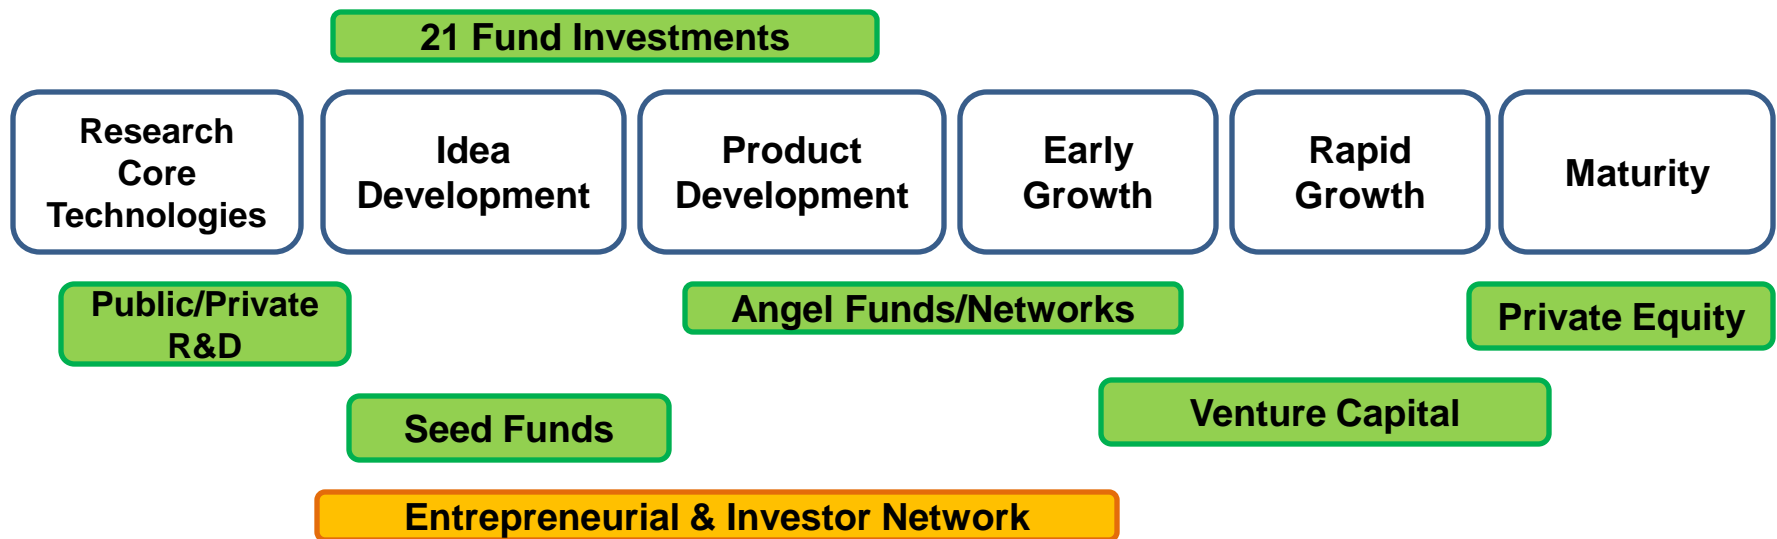 21 Fund Investments
Research
Core
Technologies
Idea
Development
Product
Development
Early
Growth
Rapid
Growth
Maturity
Public/Private
R&D
Angel Funds/Networks
Private Equity
Seed Funds
Venture Capital
Entrepreneurial & Investor Network